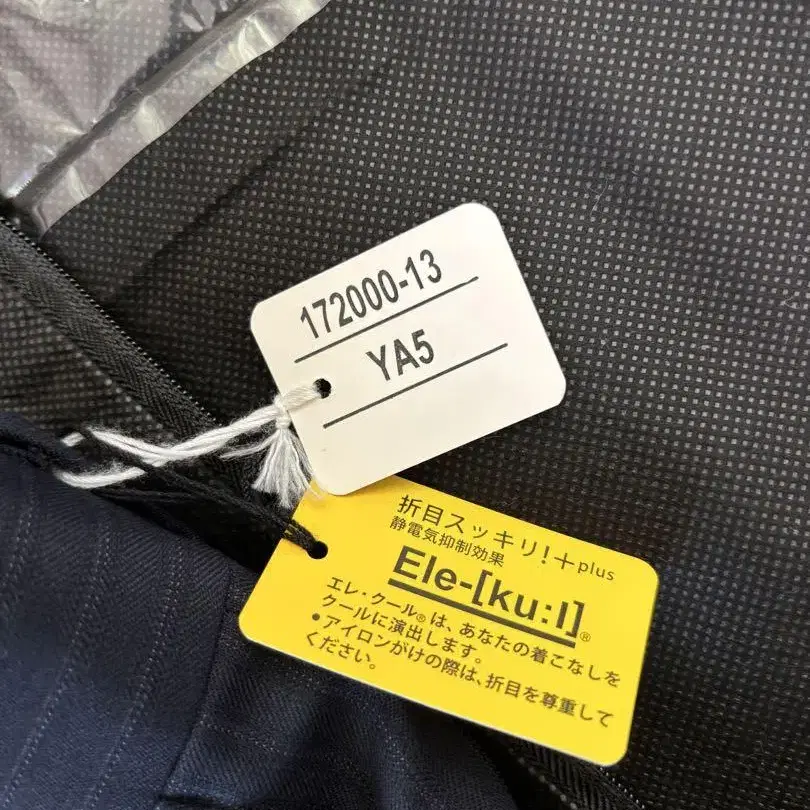 172000-13
YA5
折目スッキリ!+plus
静電気抑制効果
Ele-[ku:l]®
エレ・クール®は、あなたの着こなしを
クールに演出します。
•アイロンがけの際は、折目を尊重して
ください。